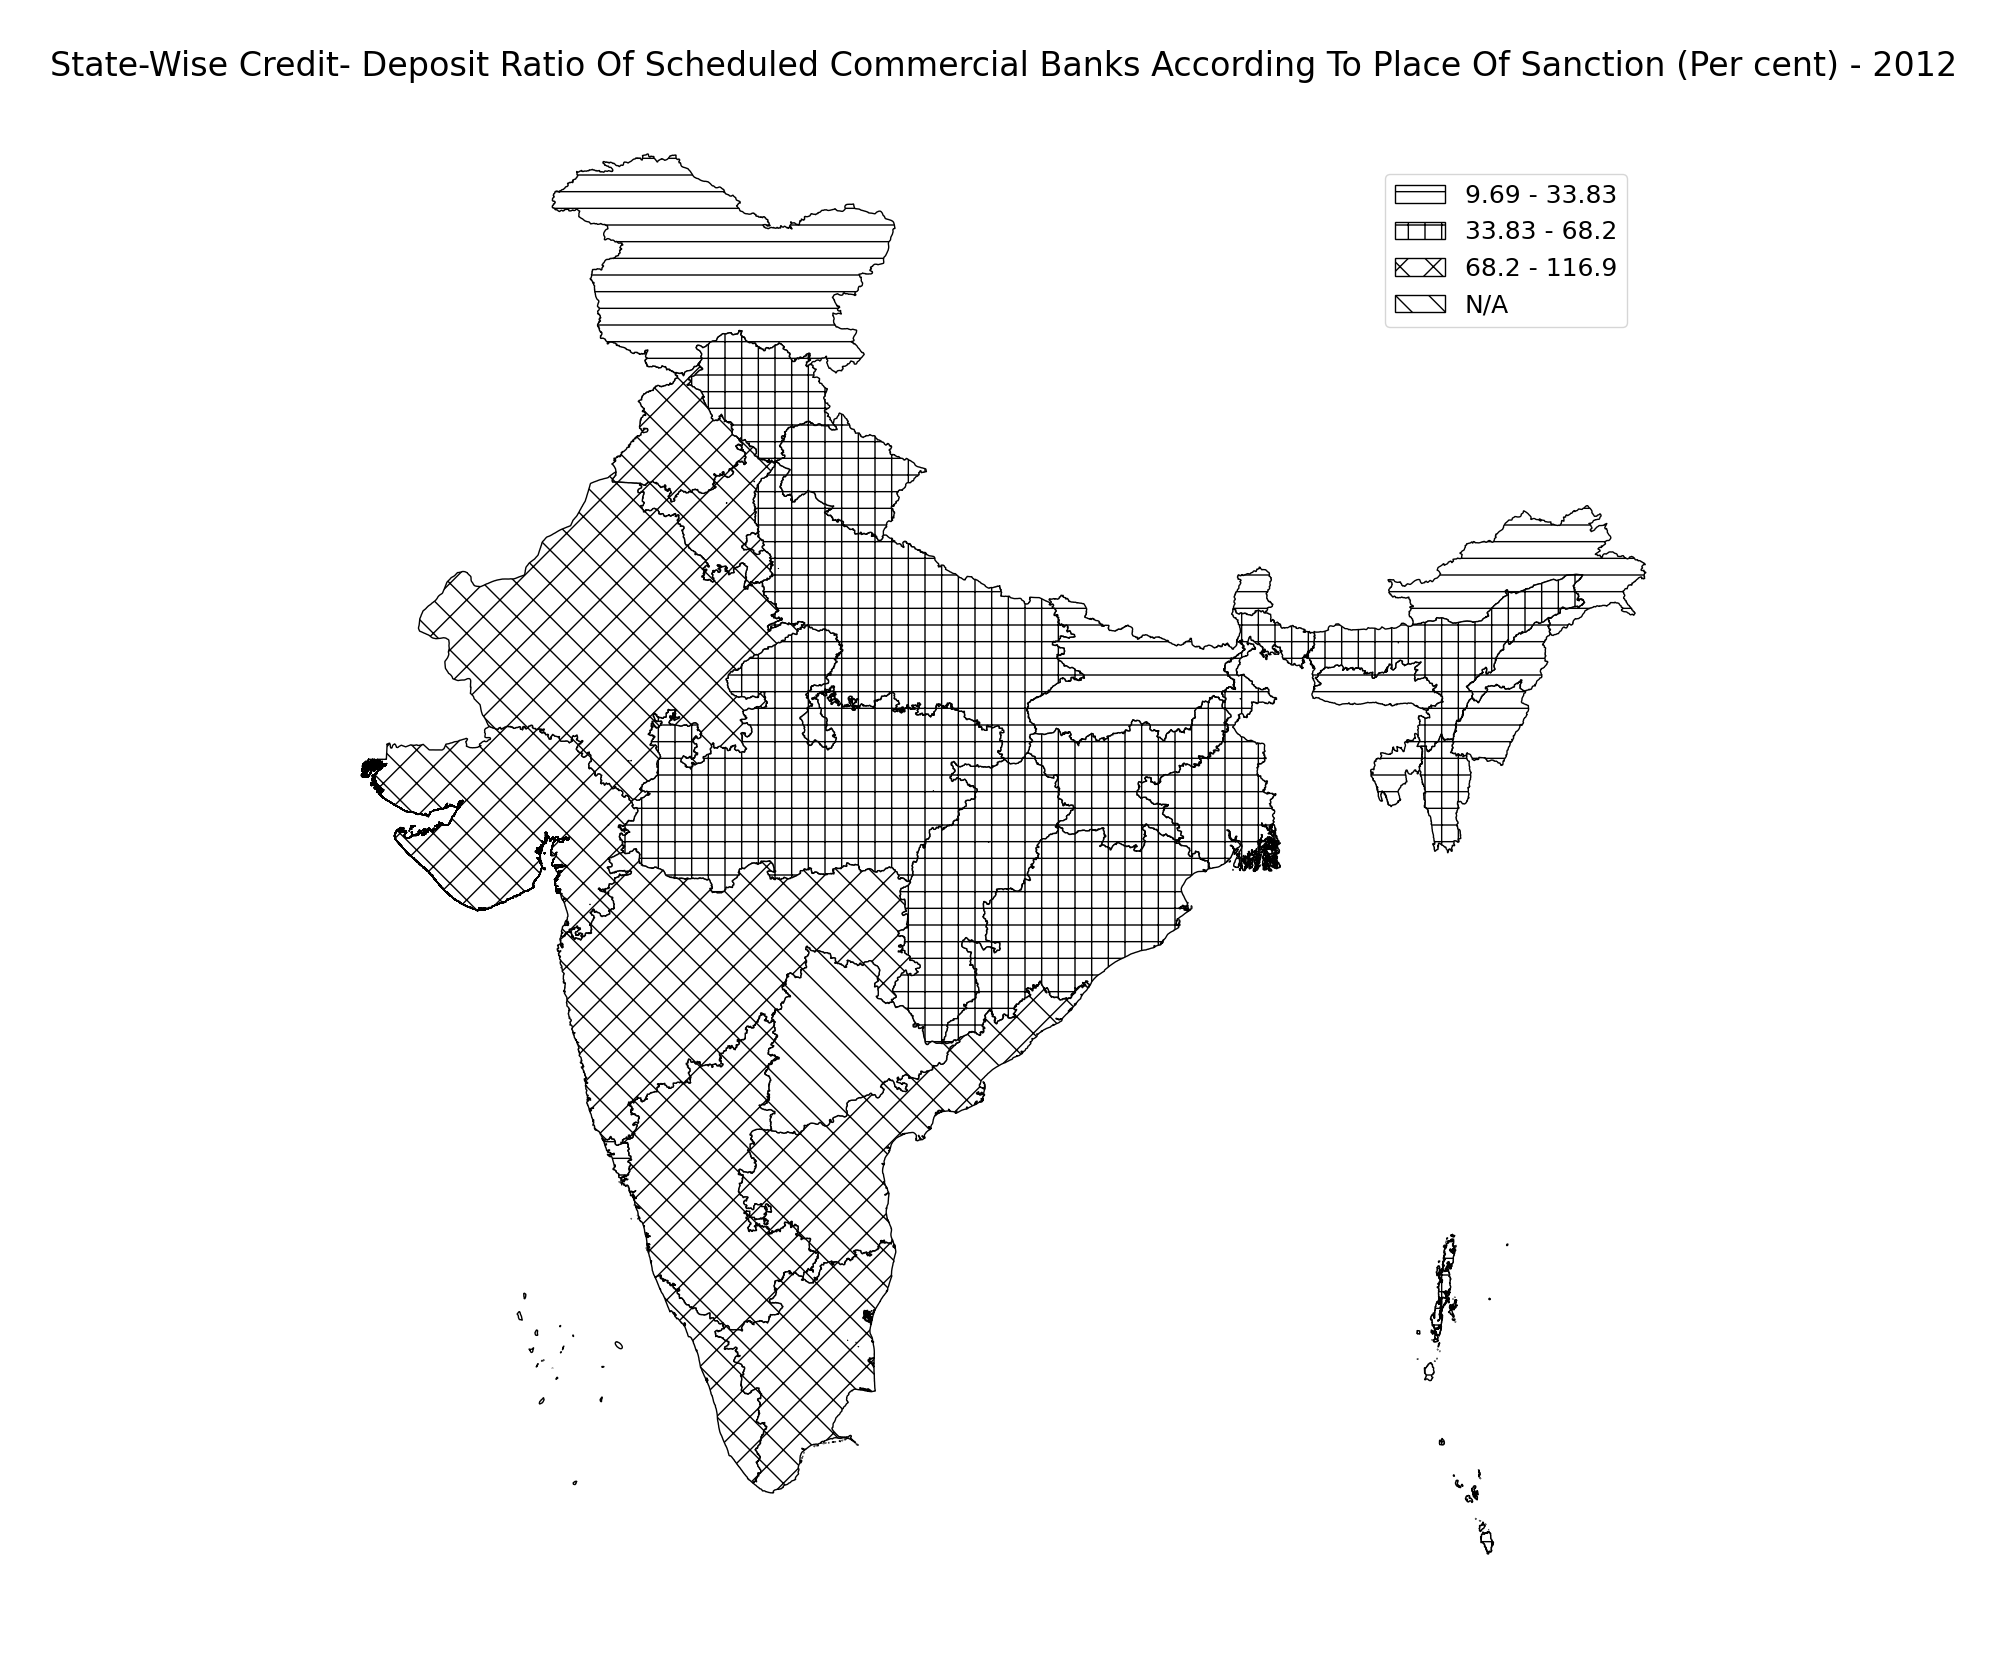 State-Wise Credit- Deposit Ratio Of Scheduled Commercial Banks According To Place Of Sanction (Per cent) - 2012
9.69 - 33.83
33.83 - 68.2
68.2 - 116.9
N/A